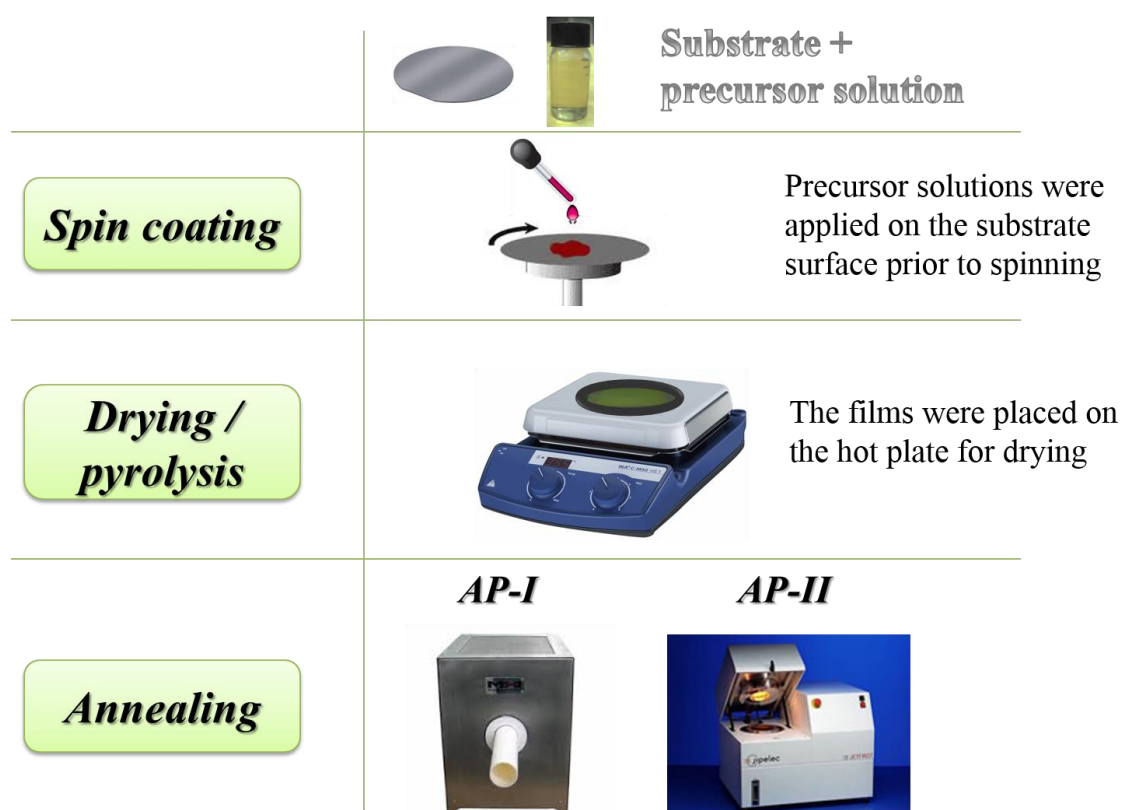 Substrate +
precursor solution
Spin coating
Precursor solutions were
applied on the substrate
surface prior to spinning
Drying /
pyrolysis
The films were placed on
the hot plate for drying
AP-I
AP-II
Annealing
jipelec